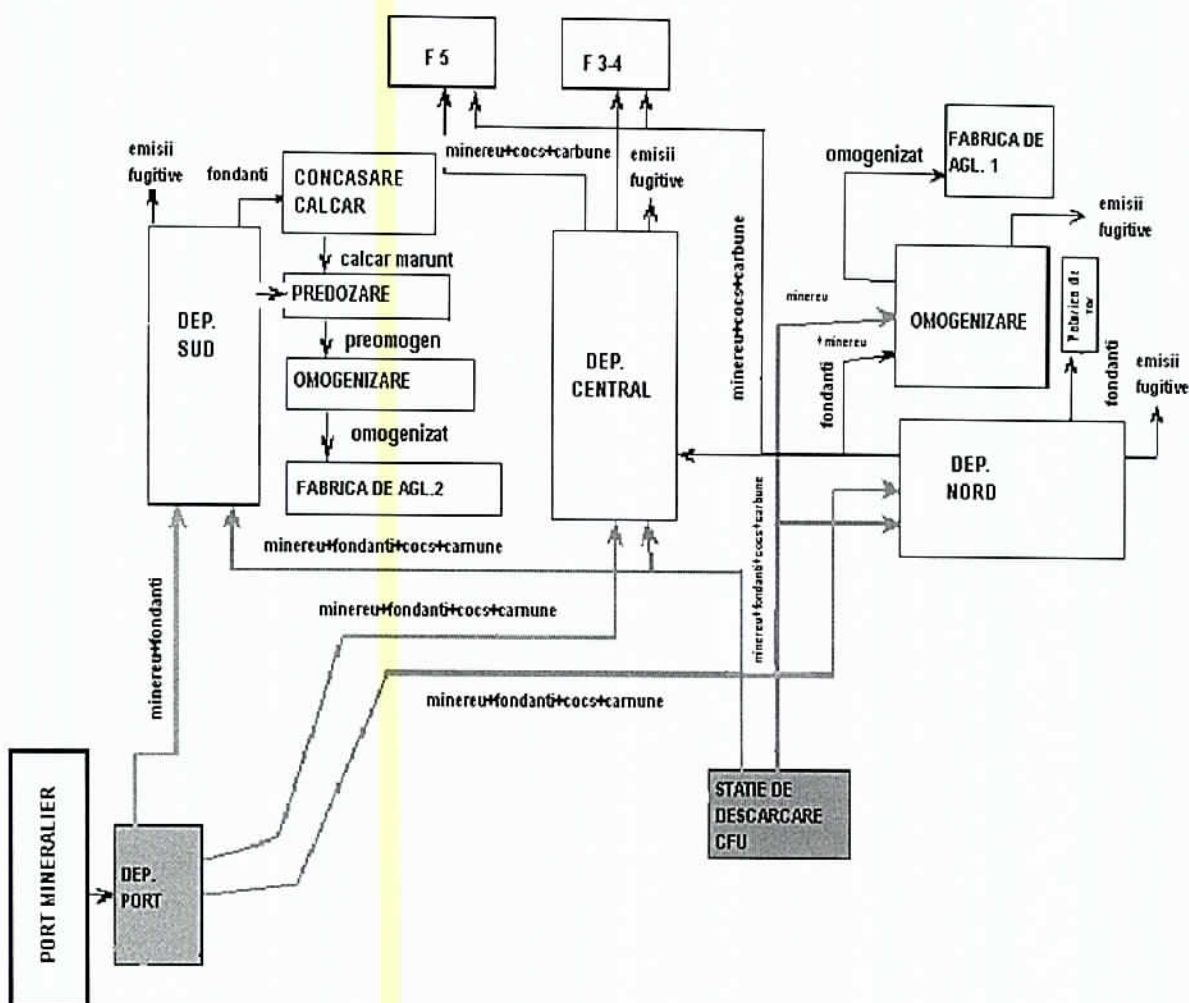 F 5
F 3-4
minereu+cocs+carbune
emisii
fugitive
fondanti
CONCASARE
CALCAR
emisii
fugitive
omogenizat
FABRICA DE
AGL. 1
emisii
fugitive
calcar marunt
PREDOZARE
DEP.
SUD
preomogen
OMOGENIZARE
omogenizat
FABRICA DE AGL.2
DEP.
CENTRAL
minereu+cocs+carbune
minereu
+minereu
fondanti
OMOGENIZARE
de
var
fondanti
emisii
fugitive
DEP.
NORD
minereu+fondanti+cocs+carnune
minereu+fondanti+cocs+carbune
minereu+fondanti
minereu+fondanti+cocs+carnune
minereu+fondanti+cocs+carnune
STATIE DE
DESCARCARE
CFU
PORT MINERALIER
DEP.
PORT